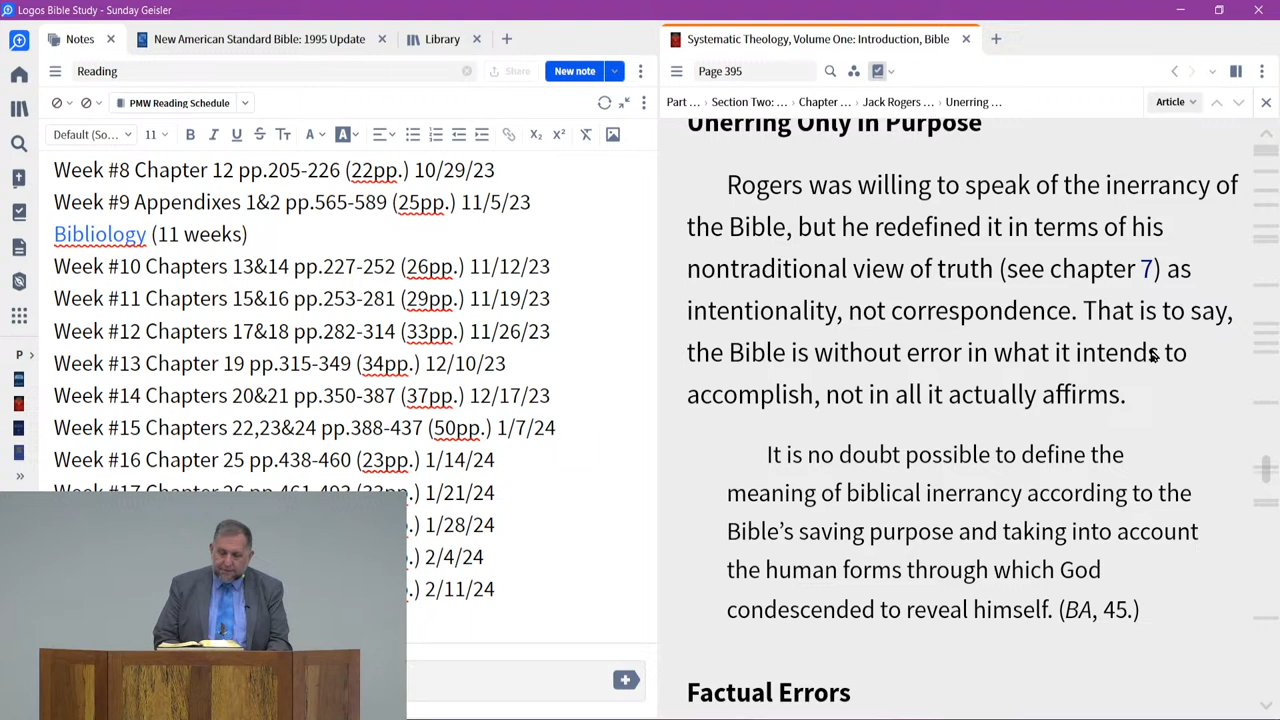 Logos Bible Study - Sunday Geisler
Notes
New American Standard Bible: 1995 Update
Library
Systematic Theology, Volume One: Introduction, Bible
Reading
Share
New note
Page 395
PMW Reading Schedule
Part ...
Section Two: ...
Chapter ...
Jack Rogers ...
Unerring ...
Article
Default (So...
11
Week #8 Chapter 12 pp.205-226 (22pp.) 10/29/23
Week #9 Appendixes 1&2 pp.565-589 (25pp.) 11/5/23
Bibliology (11 weeks)
Week #10 Chapters 13&14 pp.227-252 (26pp.) 11/12/23
Week #11 Chapters 15&16 pp.253-281 (29pp.) 11/19/23
Week #12 Chapters 17&18 pp.282-314 (33pp.) 11/26/23
Week #13 Chapter 19 pp.315-349 (34pp.) 12/10/23
Week #14 Chapters 20&21 pp.350-387 (37pp.) 12/17/23
Week #15 Chapters 22,23&24 pp.388-437 (50pp.) 1/7/24
Week #16 Chapter 25 pp.438-460 (23pp.) 1/14/24
Week #17 Chapter 26 pp.461-493 (33pp.) 1/21/24
.) 1/28/24
.) 2/4/24
.) 2/11/24
P
Unerring Only in Purpose
Rogers was willing to speak of the inerrancy of
the Bible, but he redefined it in terms of his
nontraditional view of truth (see chapter 7) as
intentionality, not correspondence. That is to say,
the Bible is without error in what it intends to
accomplish, not in all it actually affirms.
It is no doubt possible to define the
meaning of biblical inerrancy according to the
Bible's saving purpose and taking into account
the human forms through which God
condescended to reveal himself. (BA, 45.)
Factual Errors